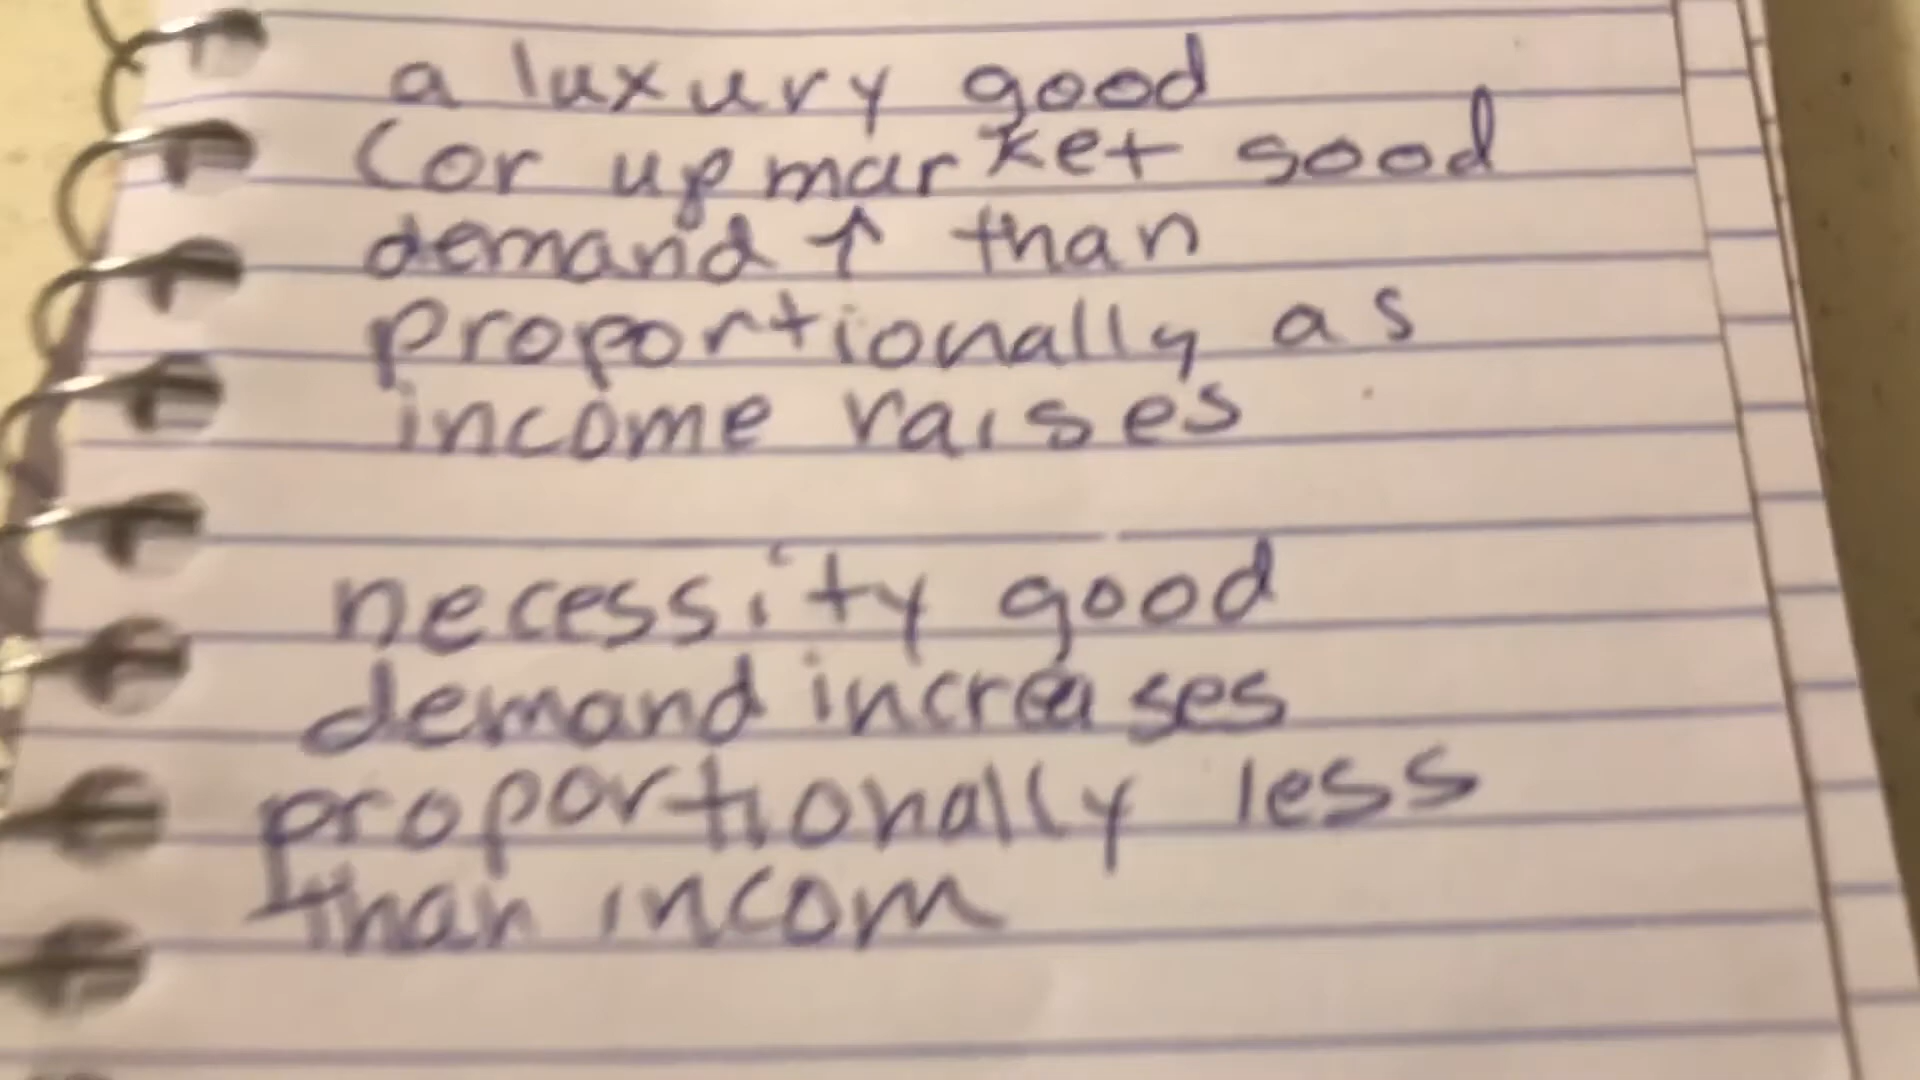 a luxury good
(or upmarket good
demand ↑ than
proportionally as
income raises
necessity good
demand increases
proportionally less
than incom